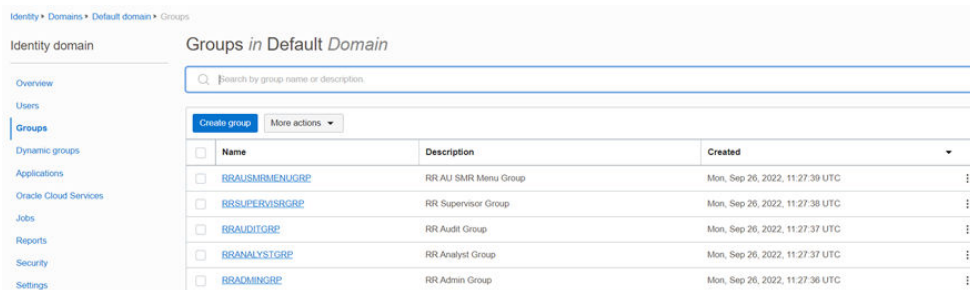 Identity Domains Default domain Groups
Identity domain
Overview
Users
Groups
Dynamic groups
Applications
Oracle Cloud Services
Jobs
Reports
Security
Settings
Groups in Default Domain
Search by group name or description.
Create group More actions
Name Description Created
RRAUSMRMENUGRP RR AU SMR Menu Group Mon, Sep 26, 2022, 11:27:39 UTC
RRSUPERVISRGRP RR Supervisor Group Mon, Sep 26, 2022, 11:27:38 UTC
RRAUDITGRP RR Audit Group Mon, Sep 26, 2022, 11:27:37 UTC
RRANALYSTGRP RR Analyst Group Mon, Sep 26, 2022, 11:27:37 UTC
RRADMINGRP RR Admin Group Mon, Sep 26, 2022, 11:27:36 UTC